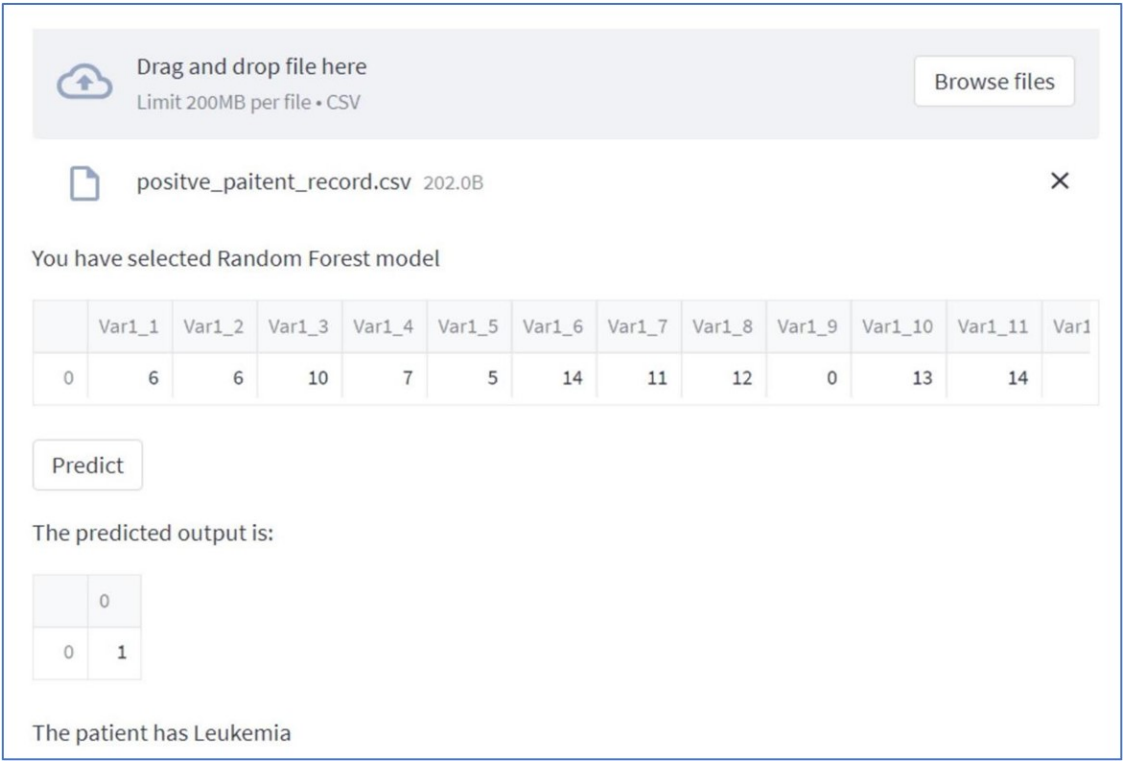 Drag and drop file here
Limit 200MB per file • CSV
Browse files
positve_paitent_record.csv 202.0B
You have selected Random Forest model
Var1_1 Var1_2 Var1_3 Var1_4 Var1_5 Var1_6 Var1_7 Var1_8 Var1_9 Var1_10 Var1_11 Var1
0 6 6 10 7 5 14 11 12 0 13 14
Predict
The predicted output is:
0
0 1
The patient has Leukemia